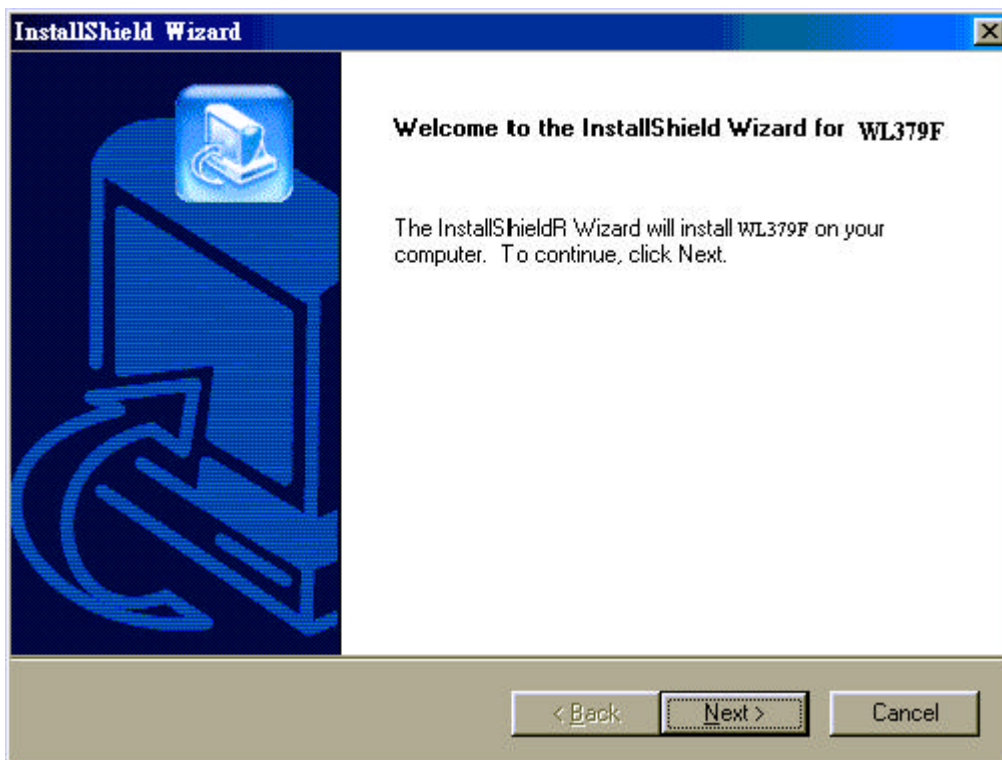 InstallShield Wizard
Welcome to the InstallShield Wizard for WL379F
The InstallShieldR Wizard will install WL379F on your
computer. To continue, click Next.
< Back
Next >
Cancel